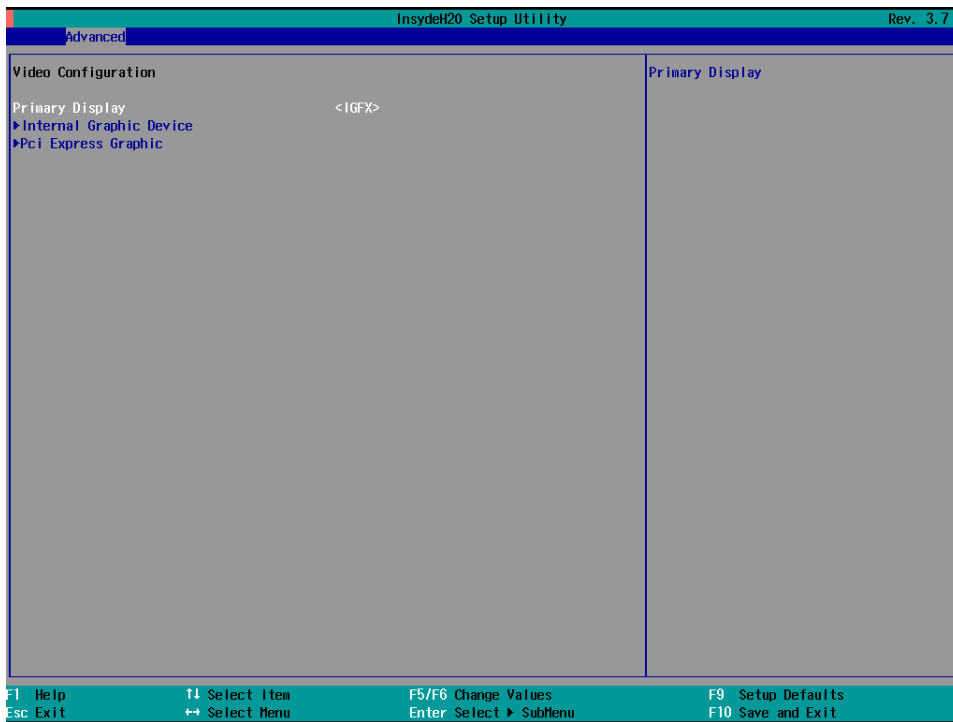 InsydeH20 Setup Utility Rev. 3.7
Advanced
Video Configuration
Primary Display
Primary Display <IGFX>
▶Internal Graphic Device
▶Pci Express Graphic
F1 Help ↑↓ Select Item F5/F6 Change Values F9 Setup Defaults
Esc Exit ↔ Select Menu Enter Select ▶ SubMenu F10 Save and Exit